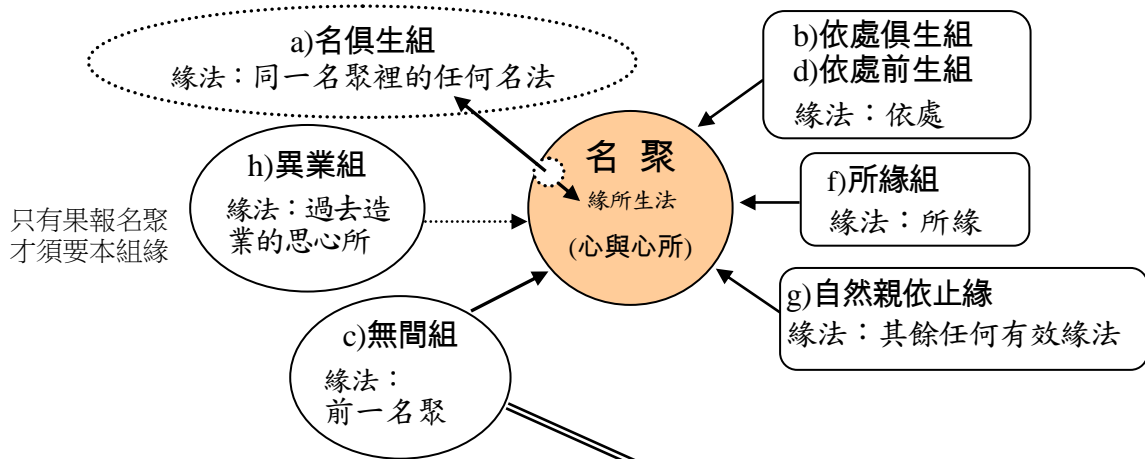 a)名俱生組
緣法：同一名聚裡的任何名法
b)依處俱生組
d)依處前生組
緣法：依處
h)異業組
緣法：過去造
業的思心所
只有果報名聚
才須要本組緣
名 聚
緣所生法
(心與心所)
f)所緣組
緣法：所緣
g)自然親依止緣
緣法：其餘任何有效緣法
c)無間組
緣法：
前一名聚